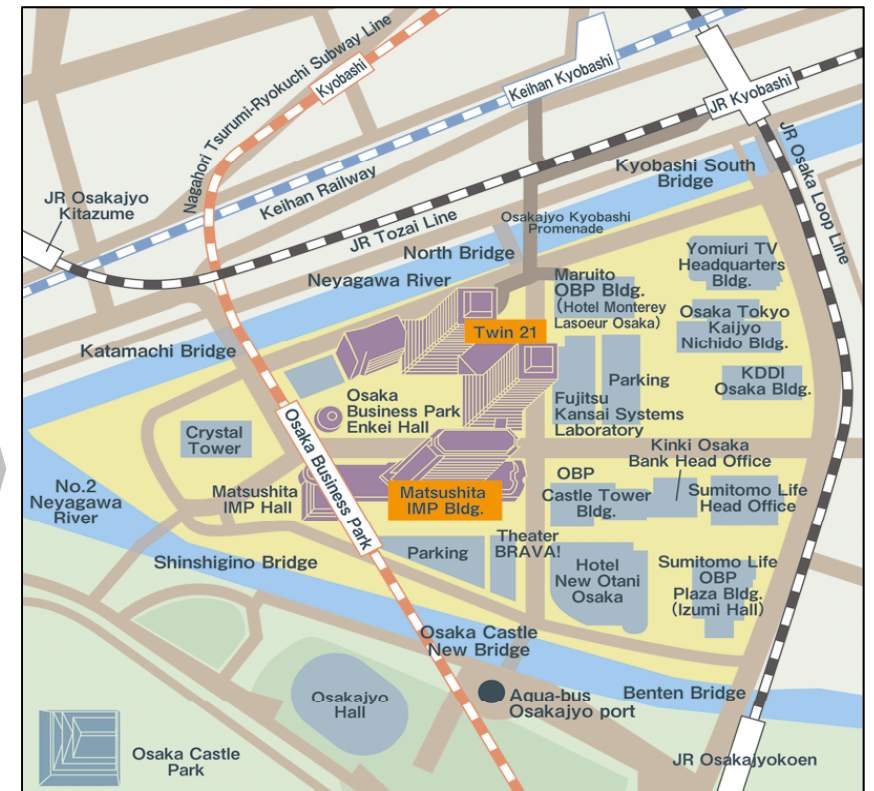 Nagahori Tsurumi-Ryokuchi Subway Line
Kyobashi
Keihan Kyobashi
JR Kyobashi
JR Osaka Loop Line
Kyobashi South
Bridge
Keihan Railway
JR Osakajyo
Kitazume
JR Tozai Line
Osakajyo Kyobashi
Promenade
North Bridge
Neyagawa River
Maruito
OBP Bldg.
(Hotel Monterey
Lasoeur Osaka)
Yomiuri TV
Headquarters
Bldg.
Osaka Tokyo
Kaijyo
Nichido Bldg.
Twin 21
Katamachi Bridge
KDDI
Osaka Bldg.
Parking
Fujitsu
Kansai Systems
Laboratory
Osaka
Business Park
Enkei Hall
Crystal
Tower
Osaka Business Park
Kinki Osaka
Bank Head Office
OBP
Castle Tower
Bldg.
Sumitomo Life
Head Office
Matsushita
IMP Hall
Matsushita
IMP Bldg.
No.2
Neyagawa
River
Theater
BRAVA!
Parking
Shinshigino Bridge
Hotel
New Otani
Osaka
Sumitomo Life
OBP
Plaza Bldg.
(Izumi Hall)
Osaka Castle
New Bridge
Aqua-bus
Osakajyo port
Benten Bridge
Osakajyo
Hall
Osaka Castle
Park
JR Osakajyokoen